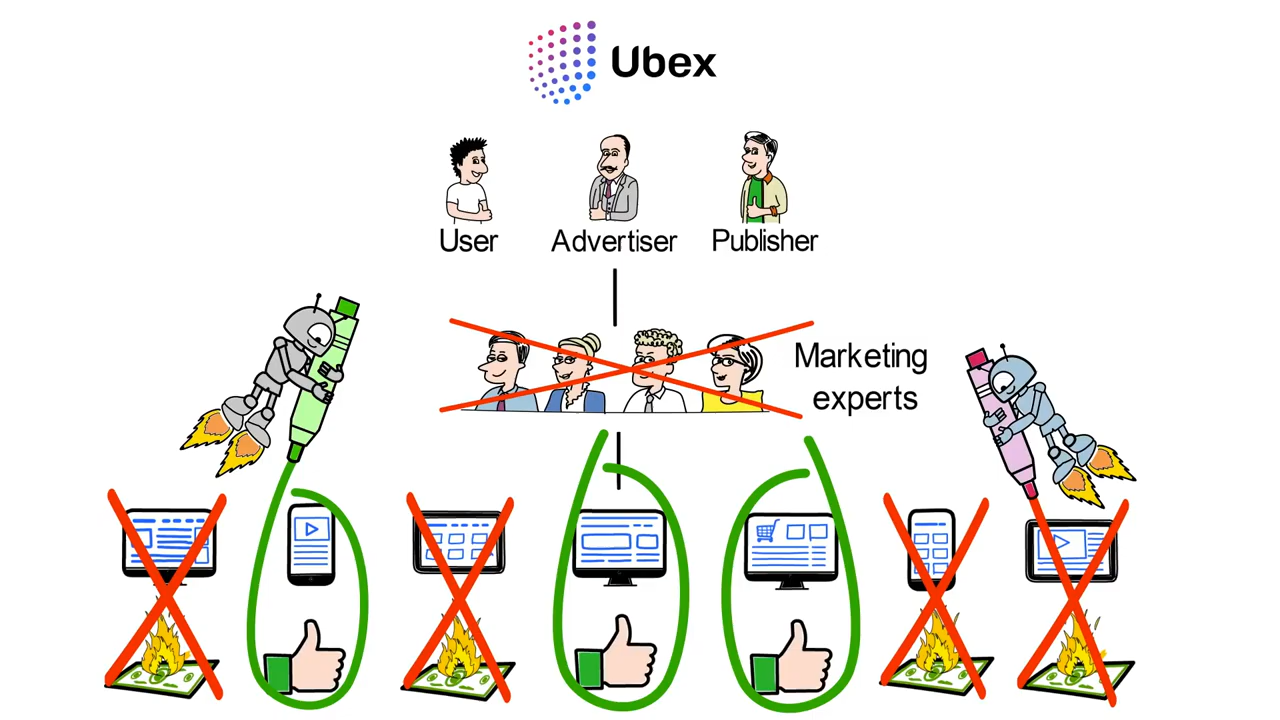 Ubex
User
Advertiser
Publisher
Marketing
experts